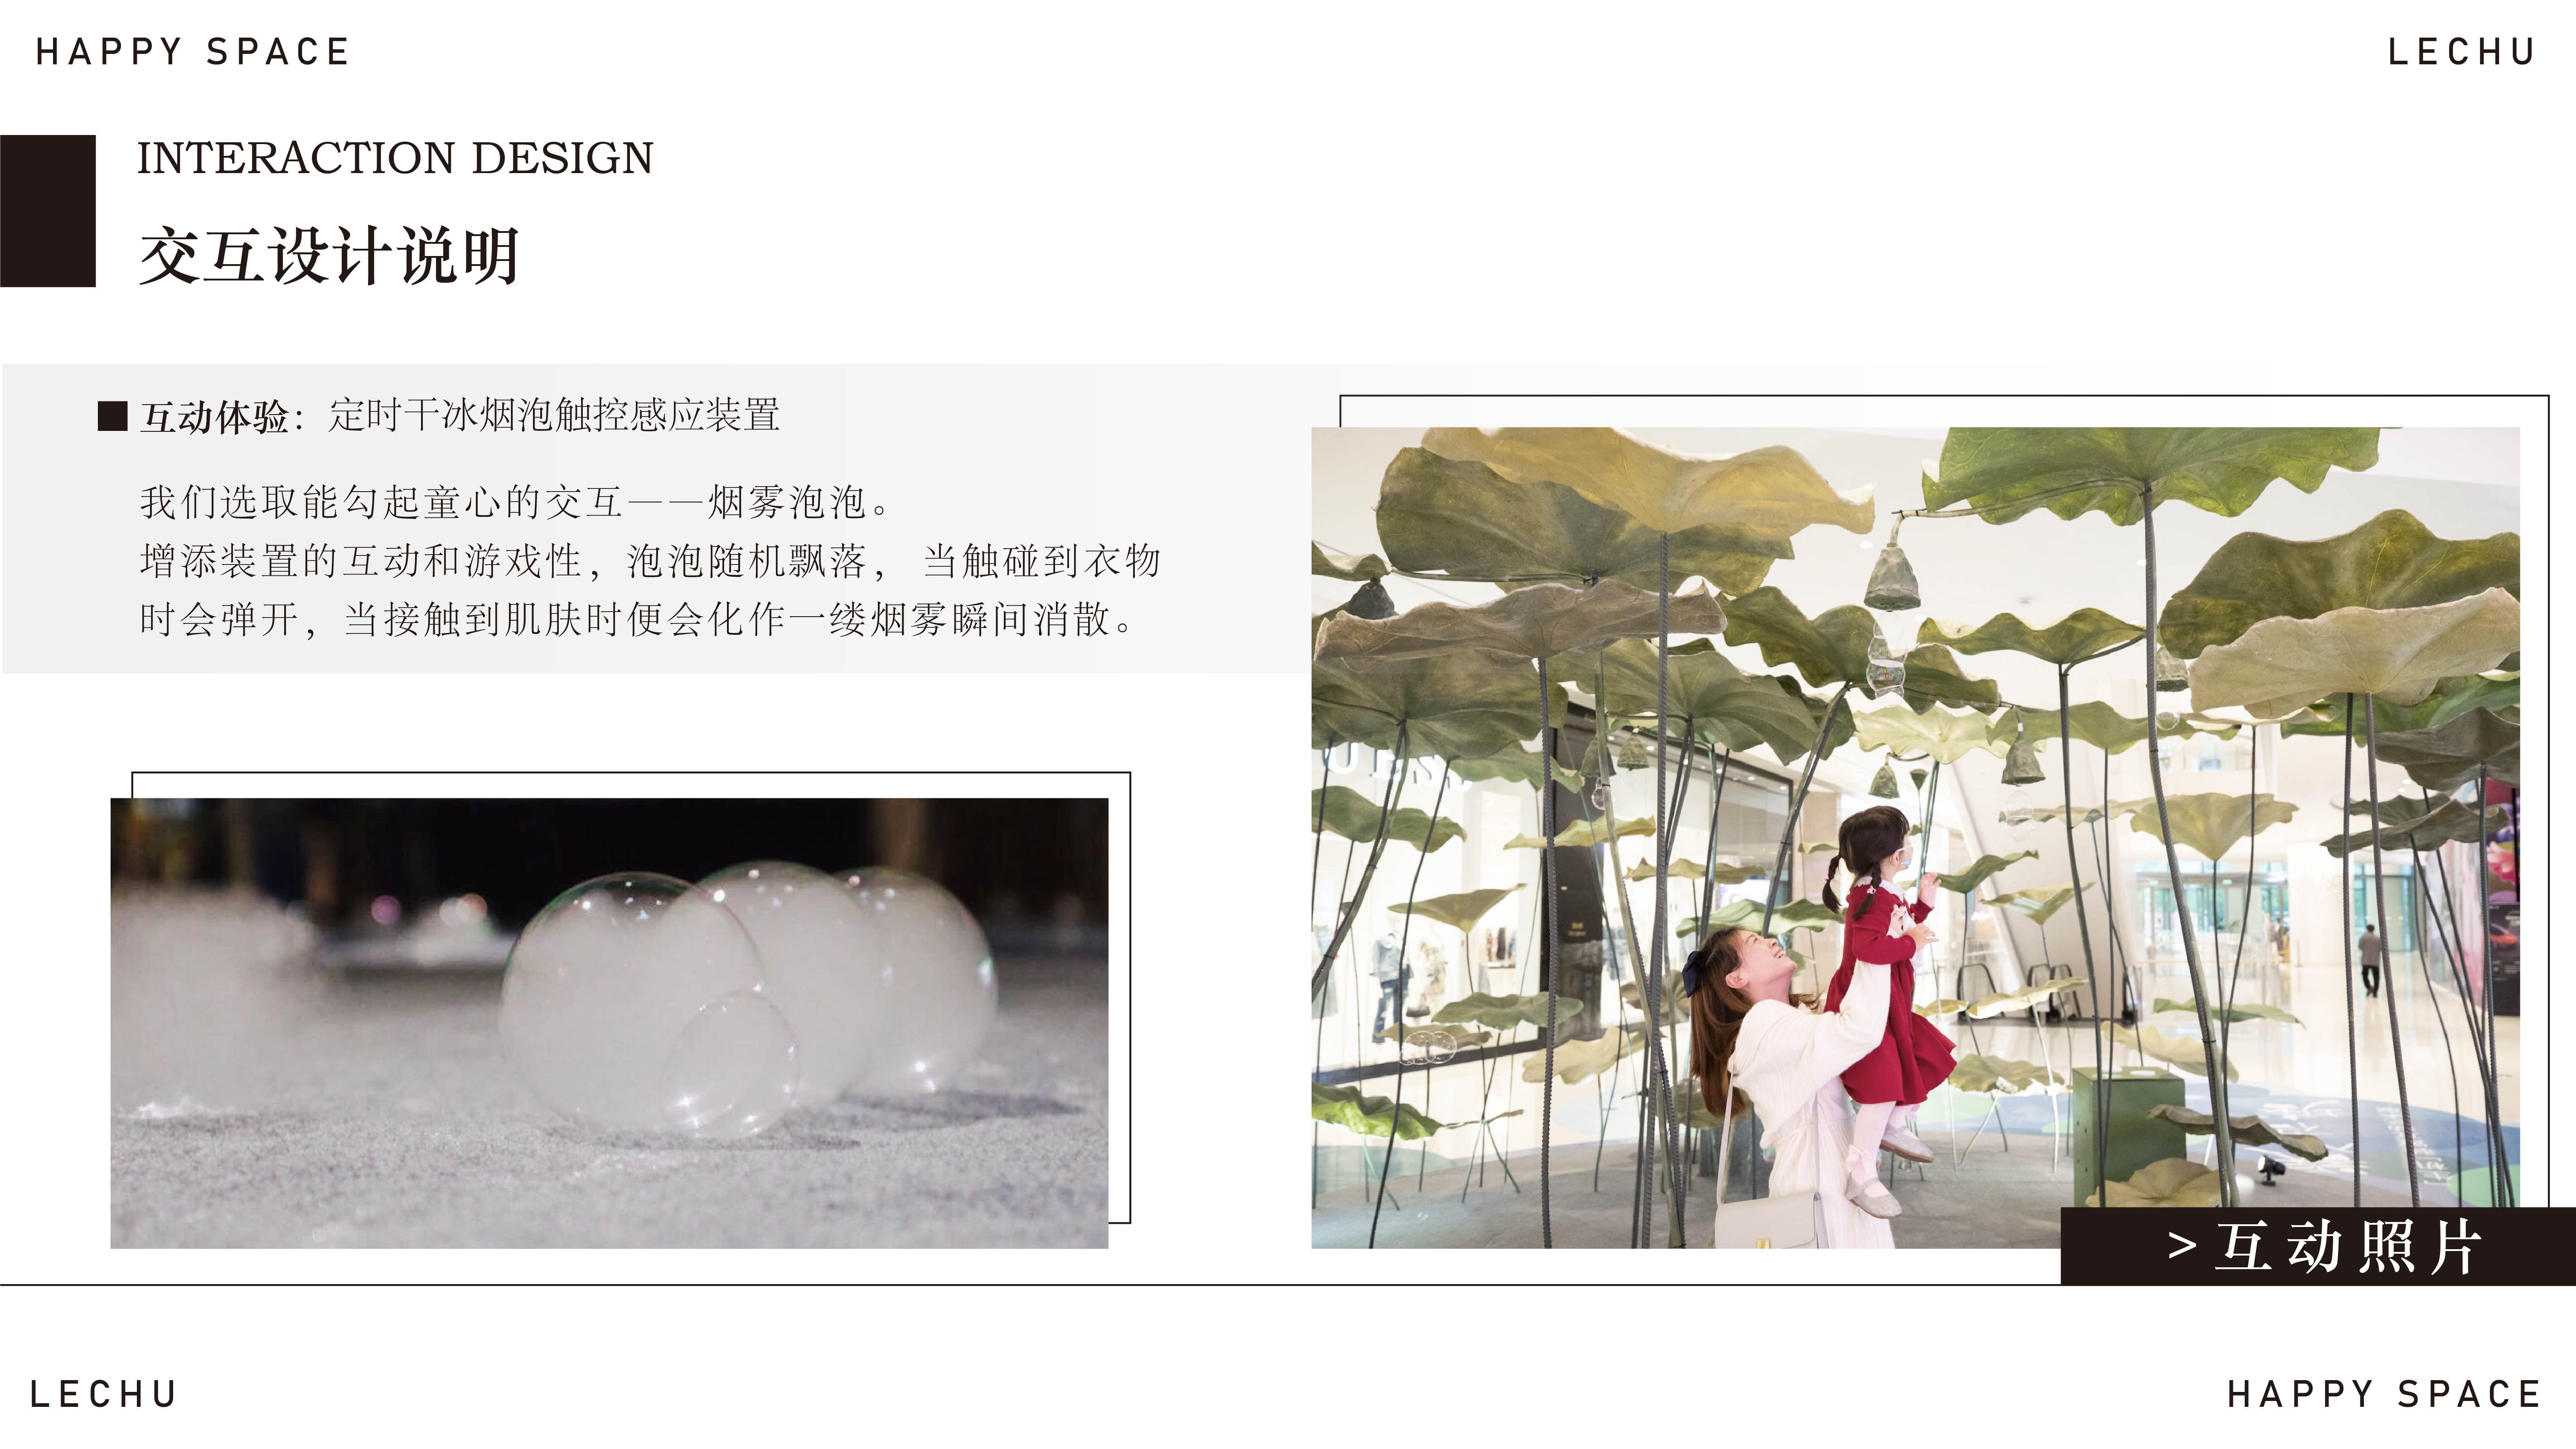 HAPPY SPACE
LECHU
INTERACTION DESIGN
交互设计说明
互动体验：定时干冰烟泡触控感应装置
我们选取能勾起童心的交互——烟雾泡泡。
增添装置的互动和游戏性，泡泡随机飘落， 当触碰到衣物
时会弹开，当接触到肌肤时便会化作一缕烟雾瞬间消散。
>互动照片
LECHU
HAPPY SPACE